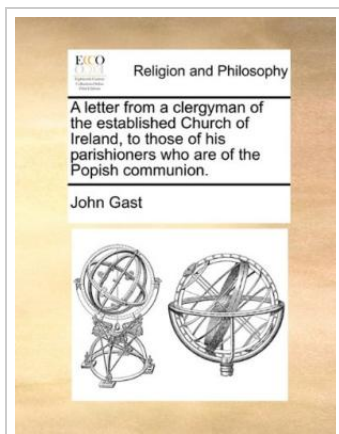 ECCO
Religion and Philosophy
A letter from a clergyman of
the established Church of
Ireland, to those of his
parishioners who are of the
Popish communion.
John Gast